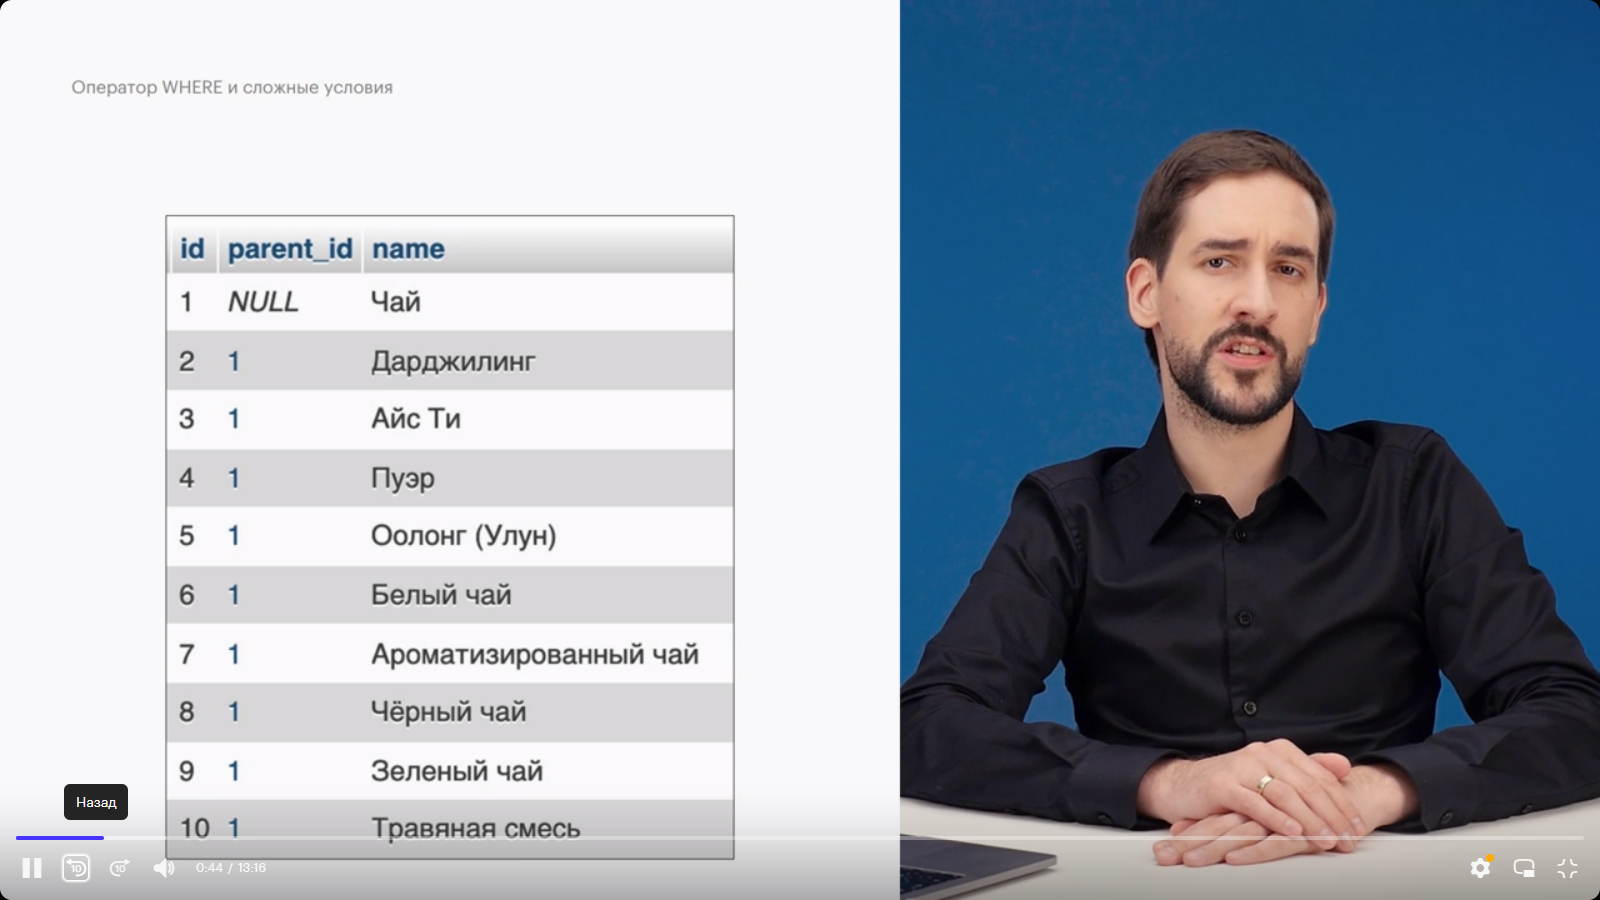 Оператор WHERE и сложные условия
id parent_id name
1 NULL Чай
2 1 Дарджилинг
3 1 Айс Ти
4 1 Пуэр
5 1 Оолонг (Улун)
6 1 Белый чай
7 1 Ароматизированный чай
8 1 Чёрный чай
9 1 Зеленый чай
10 1 Травяная смесь
Назад
10 10 0:44 / 13:16